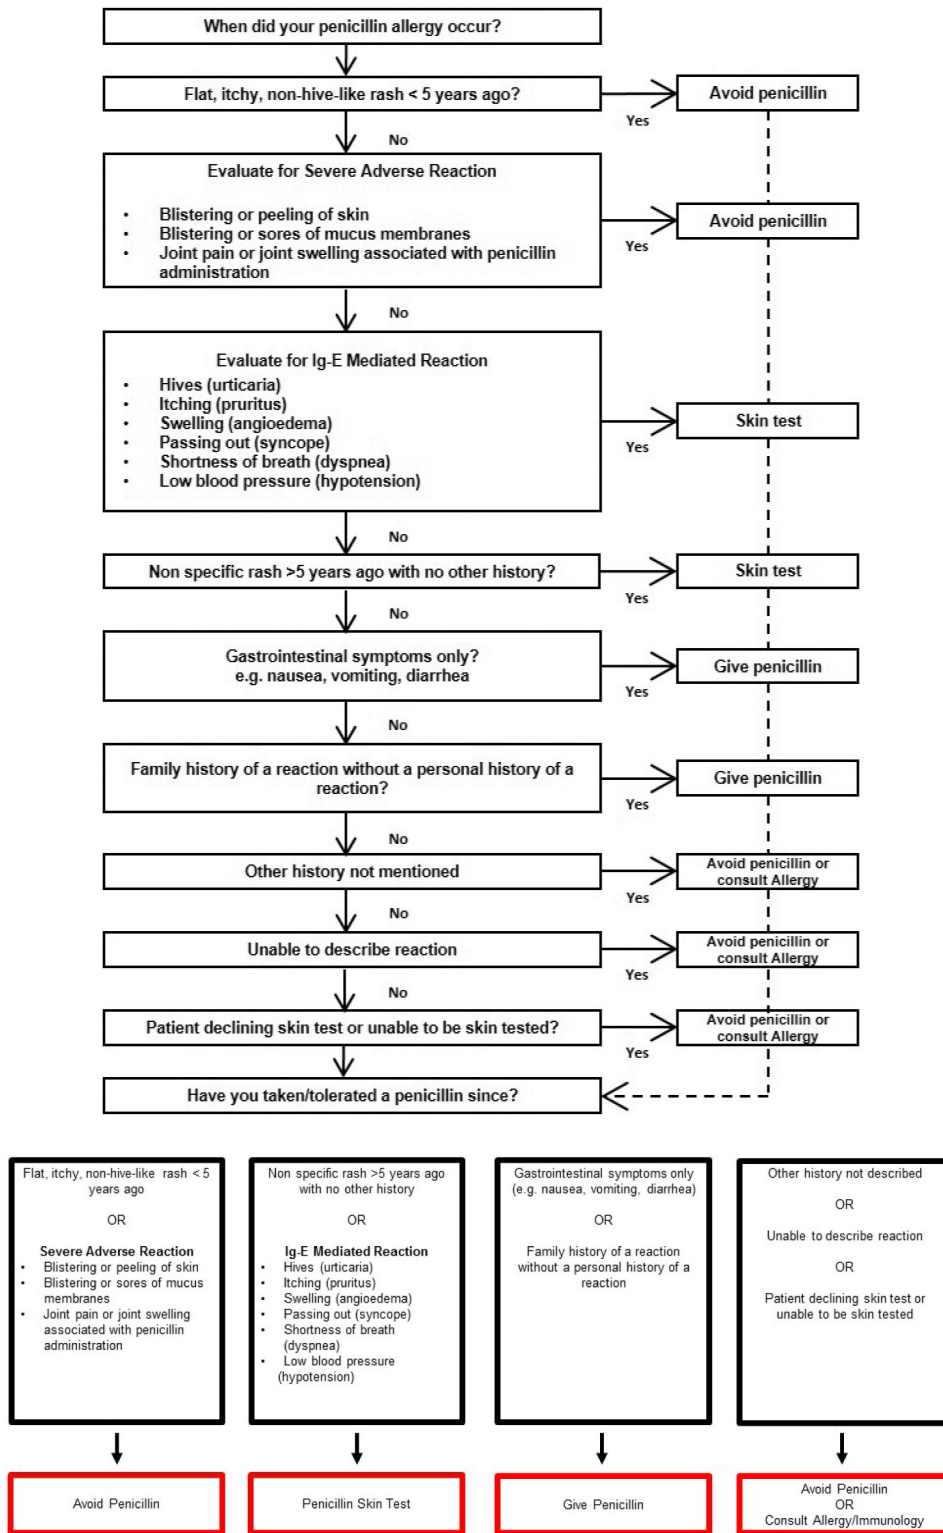 When did your penicillin allergy occur?
Flat, itchy, non-hive-like rash < 5 years ago?
Yes
Avoid penicillin
No
Evaluate for Severe Adverse Reaction
• Blistering or peeling of skin
• Blistering or sores of mucus membranes
• Joint pain or joint swelling associated with penicillin
administration
Yes
Avoid penicillin
No
Evaluate for Ig-E Mediated Reaction
• Hives (urticaria)
• Itching (pruritus)
• Swelling (angioedema)
• Passing out (syncope)
• Shortness of breath (dyspnea)
• Low blood pressure (hypotension)
Yes
Skin test
No
Non specific rash >5 years ago with no other history?
Yes
Skin test
No
Gastrointestinal symptoms only?
e.g. nausea, vomiting, diarrhea
Yes
Give penicillin
No
Family history of a reaction without a personal history of a
reaction?
Yes
Give penicillin
No
Other history not mentioned
Yes
Avoid penicillin or
consult Allergy
No
Unable to describe reaction
Yes
Avoid penicillin or
consult Allergy
No
Patient declining skin test or unable to be skin tested?
Yes
Avoid penicillin or
consult Allergy
Have you taken/tolerated a penicillin since?
Flat, itchy, non-hive-like rash < 5
years ago
OR
Severe Adverse Reaction
• Blistering or peeling of skin
• Blistering or sores of mucus
membranes
• Joint pain or joint swelling
associated with penicillin
administration
Avoid Penicillin
Non specific rash >5 years ago
with no other history
OR
Ig-E Mediated Reaction
• Hives (urticaria)
• Itching (pruritus)
• Swelling (angioedema)
• Passing out (syncope)
• Shortness of breath
(dyspnea)
• Low blood pressure
(hypotension)
Penicillin Skin Test
Gastrointestinal symptoms only
(e.g. nausea, vomiting, diarrhea)
OR
Family history of a reaction
without a personal history of a
reaction
Give Penicillin
Other history not described
OR
Unable to describe reaction
OR
Patient declining skin test or
unable to be skin tested
Avoid Penicillin
OR
Consult Allergy/Immunology